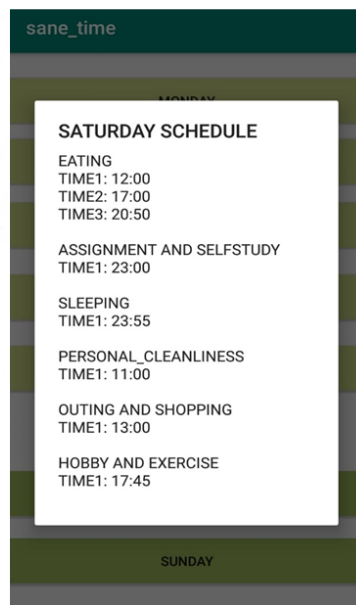 sane_time
MONDAY
SATURDAY SCHEDULE
EATING
TIME1: 12:00
TIME2: 17:00
TIME3: 20:50
ASSIGNMENT AND SELFSTUDY
TIME1: 23:00
SLEEPING
TIME1: 23:55
PERSONAL_CLEANLINESS
TIME1: 11:00
OUTING AND SHOPPING
TIME1: 13:00
HOBBY AND EXERCISE
TIME1: 17:45
SUNDAY